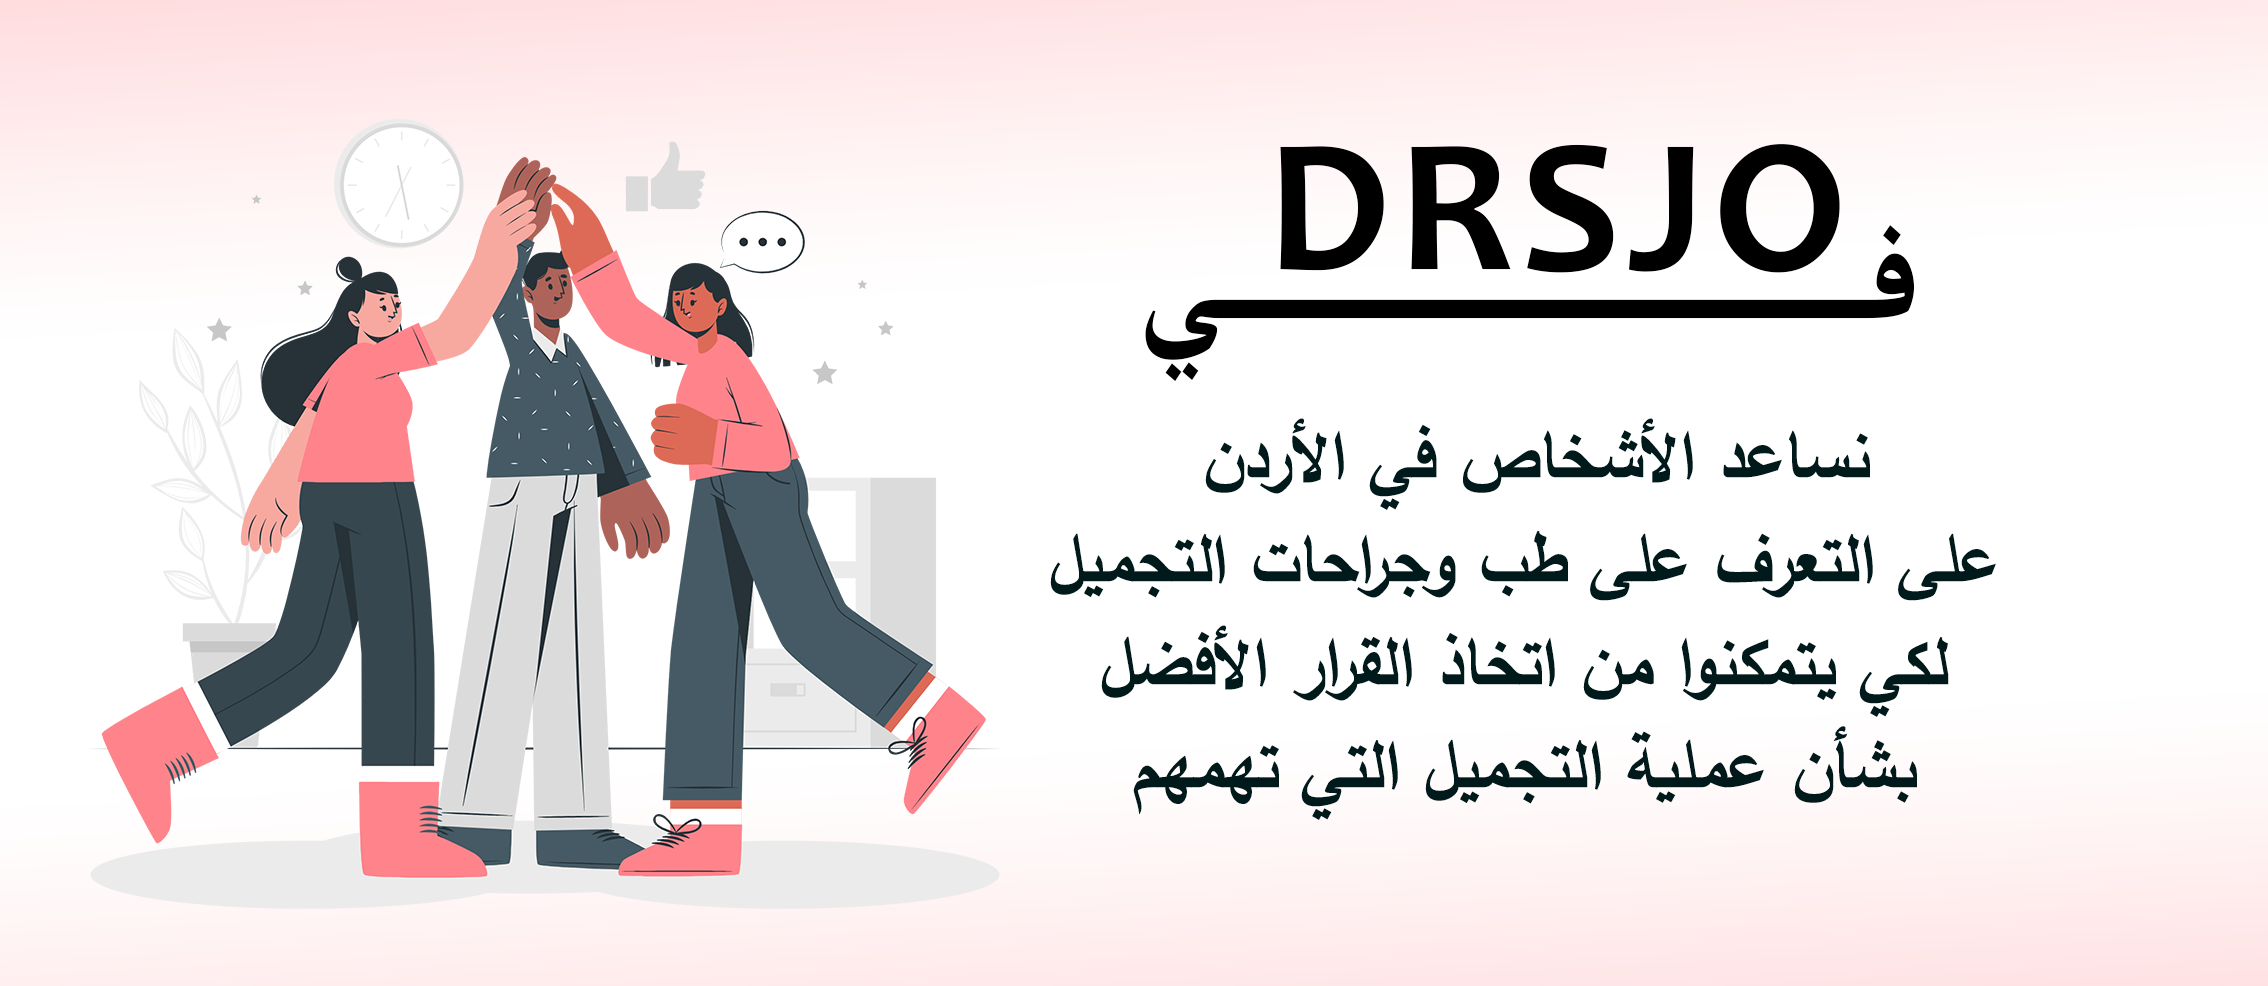 في DRSJO
نساعد الأشخاص في الأردن
على التعرف على طب وجراحات التجميل
لكي يتمكنوا من اتخاذ القرار الأفضل
بشأن عملية التجميل التي تهمهم